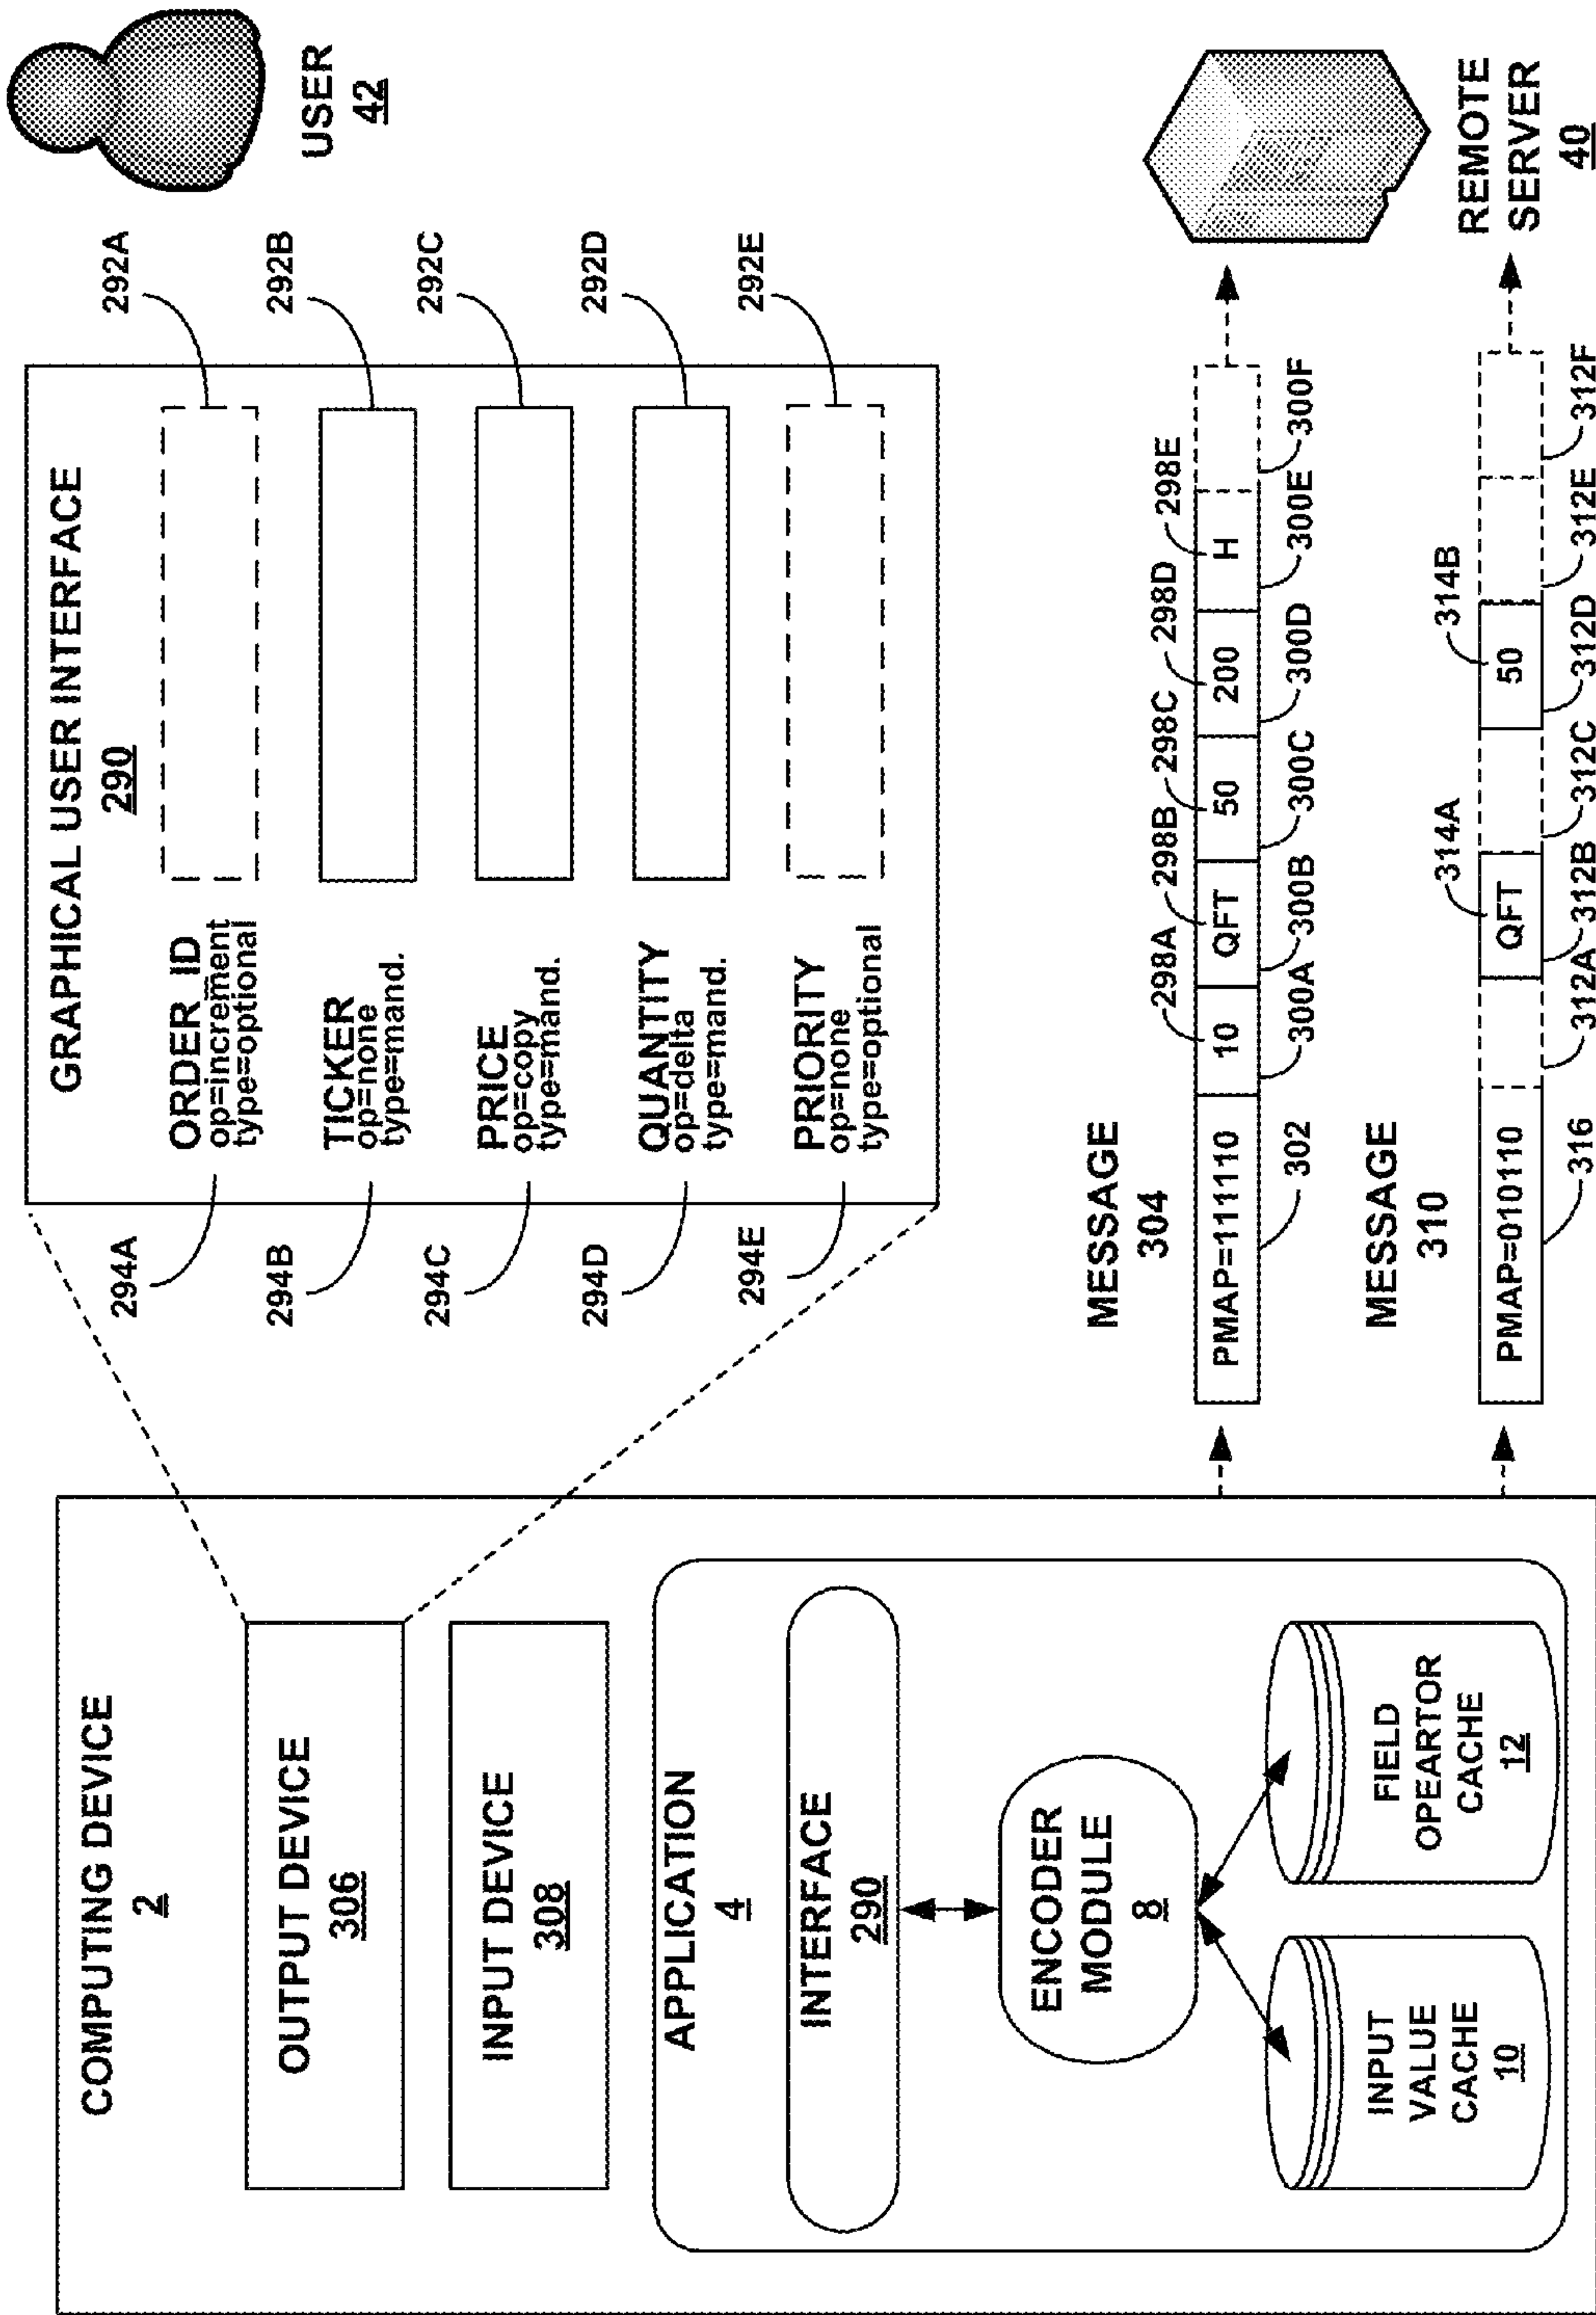 COMPUTING DEVICE
2
OUTPUT DEVICE
306
INPUT DEVICE
308
APPLICATION
4
INTERFACE
290
ENCODER
MODULE
8
INPUT
VALUE
CACHE
10
FIELD
OPEARTOR
CACHE
12
GRAPHICAL USER INTERFACE
290
294A
ORDER ID
op=increment
type=optional
292A
294B
TICKER
op=none
type=mand.
292B
294C
PRICE
op=copy
type=mand.
292C
294D
QUANTITY
op=delta
type=mand.
292D
294E
PRIORITY
op=none
type=optional
292E
USER
42
MESSAGE
304
298A 298B 298C 298D 298E
PMAP=111110 10 QFT 50 200 H
302 300A 300B 300C 300D 300E 300F
MESSAGE
310
314A 314B
PMAP=010110 QFT 50
316 312A 312B 312C 312D 312E 312F
REMOTE
SERVER
40